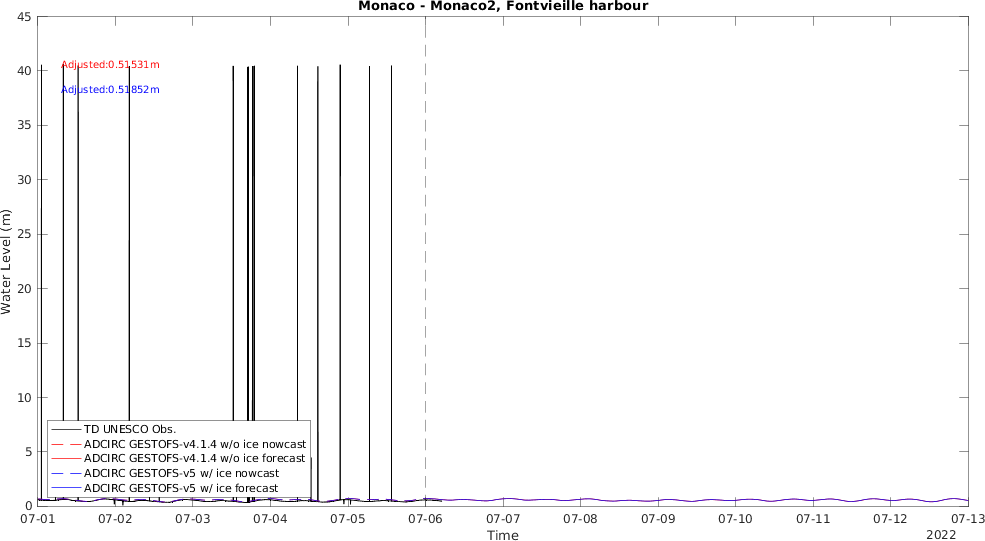 Monaco - Monaco2, Fontvieille harbour
45
40
35
30
25
20
15
10
5
0
Water Level (m)
Adjusted:0.51531m
Adjusted:0.51852m
TD UNESCO Obs.
ADCIRC GESTOFS-v4.1.4 w/o ice nowcast
ADCIRC GESTOFS-v4.1.4 w/o ice forecast
ADCIRC GESTOFS-v5 w/ ice nowcast
ADCIRC GESTOFS-v5 w/ ice forecast
07-01 07-02 07-03 07-04 07-05 07-06 07-07 07-08 07-09 07-10 07-11 07-12 07-13
Time
2022